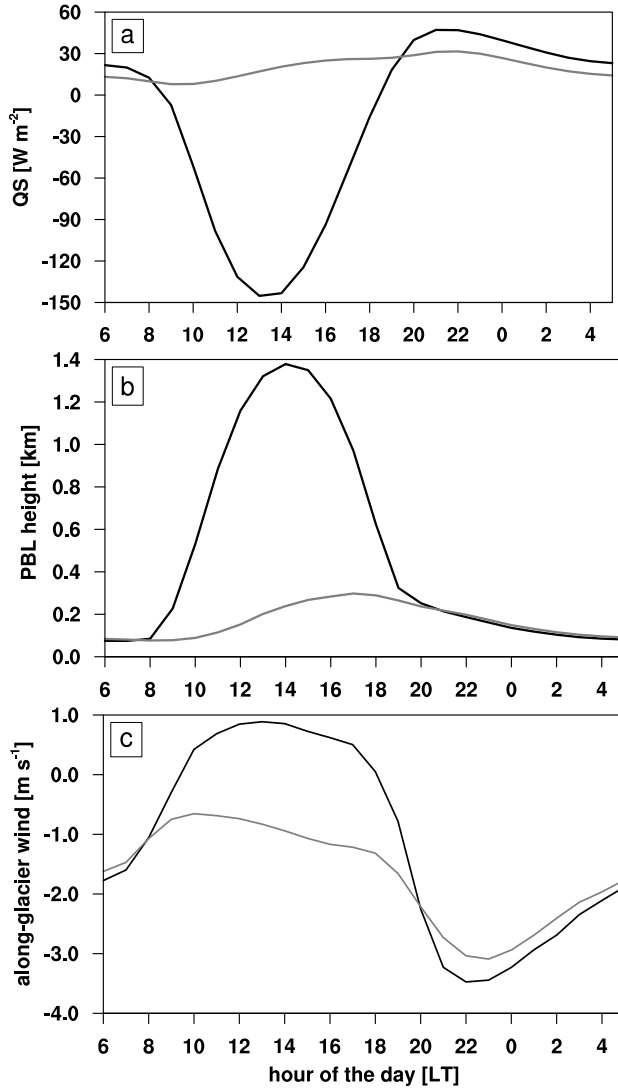 a
QS [W m-2]
60
30
0
-30
-60
-90
-120
-150
6 8 10 12 14 16 18 20 22 0 2 4
b
PBL height [km]
1.4
1.2
1.0
0.8
0.6
0.4
0.2
0.0
6 8 10 12 14 16 18 20 22 0 2 4
c
along-glacier wind [m s-1]
1.0
0.0
-1.0
-2.0
-3.0
-4.0
6 8 10 12 14 16 18 20 22 0 2 4
hour of the day [LT]